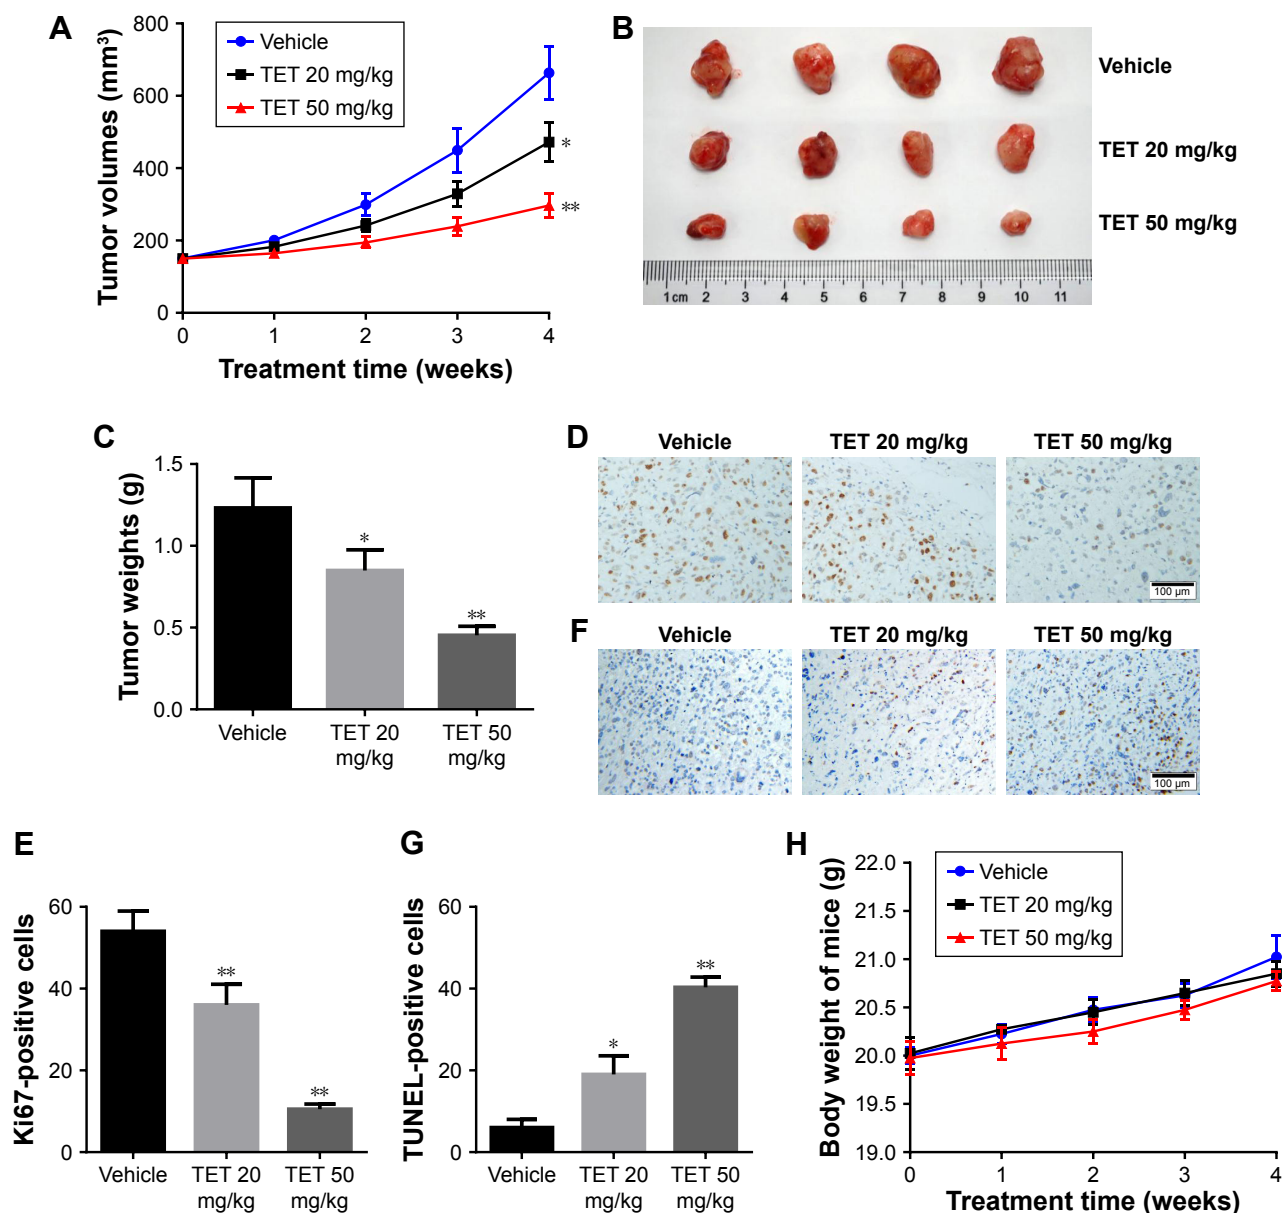 A
800
600
400
200
0
Tumor volumes (mm³)
Vehicle
TET 20 mg/kg
TET 50 mg/kg
*
**
0 1 2 3 4
Treatment time (weeks)
B
Vehicle
TET 20 mg/kg
TET 50 mg/kg
1 cm 2 3 4 5 6 7 8 9 10 11
C
1.5
1.0
0.5
0.0
Tumor weights (g)
*
**
Vehicle TET 20 mg/kg TET 50 mg/kg
D
Vehicle TET 20 mg/kg TET 50 mg/kg
100 µm
F
Vehicle TET 20 mg/kg TET 50 mg/kg
100 µm
E
60
40
20
0
Ki67-positive cells
**
**
Vehicle TET 20 mg/kg TET 50 mg/kg
G
60
40
20
0
TUNEL-positive cells
*
**
Vehicle TET 20 mg/kg TET 50 mg/kg
H
22.0
21.5
21.0
20.5
20.0
19.5
19.0
Body weight of mice (g)
Vehicle
TET 20 mg/kg
TET 50 mg/kg
0 1 2 3 4
Treatment time (weeks)